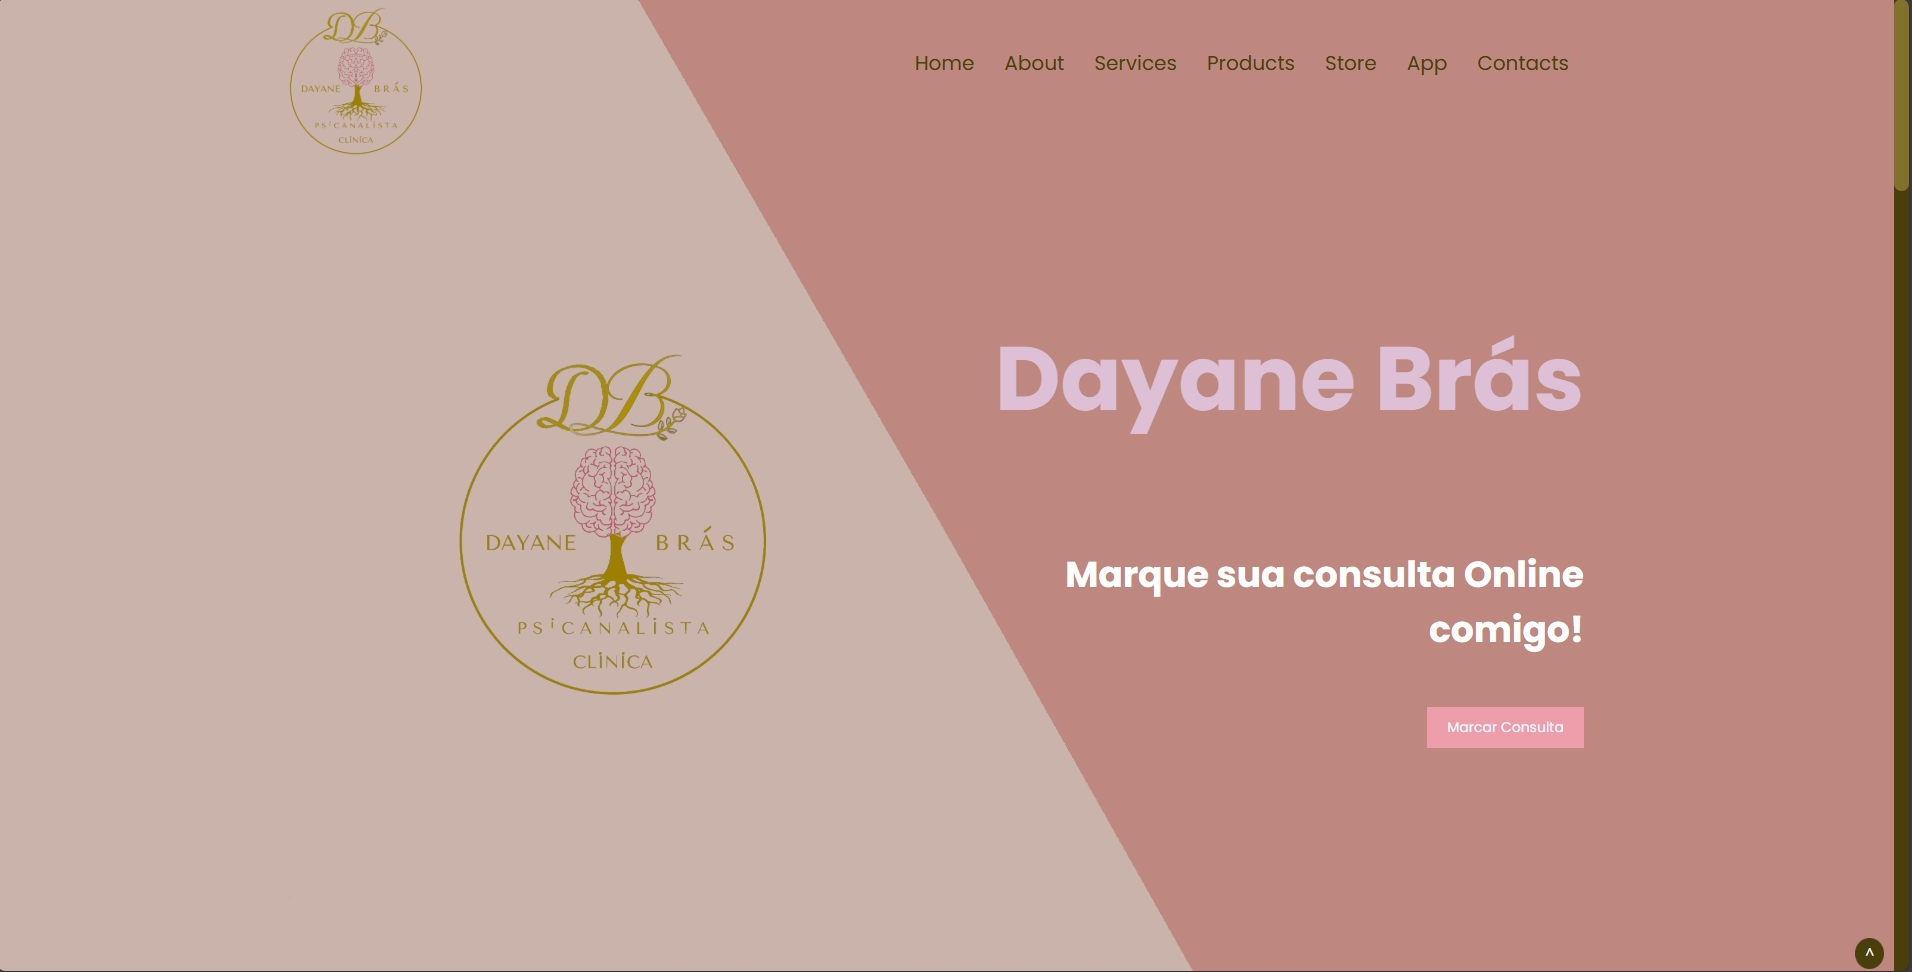 DB
DAYANE BRÁS
PSiCANALiSTA
CLÍNiCA
Home About Services Products Store App Contacts
Dayane Brás
DB
DAYANE BRÁS
PSiCANALiSTA
CLiNiCA
Marque sua consulta Online
comigo!
Marcar Consulta
^